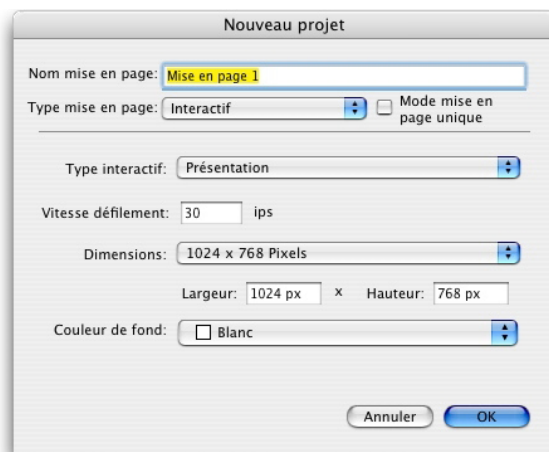 Nouveau projet
Nom mise en page: Mise en page 1
Type mise en page: Interactif Mode mise en
page unique
Type interactif: Présentation
Vitesse défilement: 30 ips
Dimensions: 1024 x 768 Pixels
Largeur: 1024 px x Hauteur: 768 px
Couleur de fond: Blanc
Annuler OK